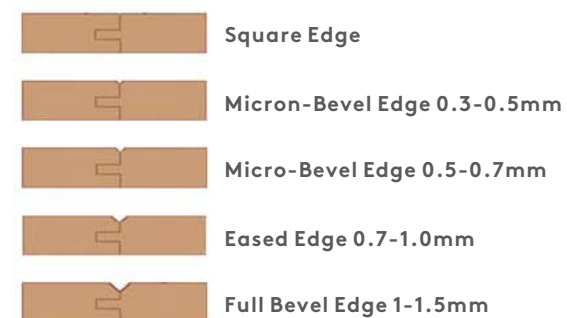 Square Edge
Micron-Bevel Edge 0.3-0.5mm
Micro-Bevel Edge 0.5-0.7mm
Eased Edge 0.7-1.0mm
Full Bevel Edge 1-1.5mm